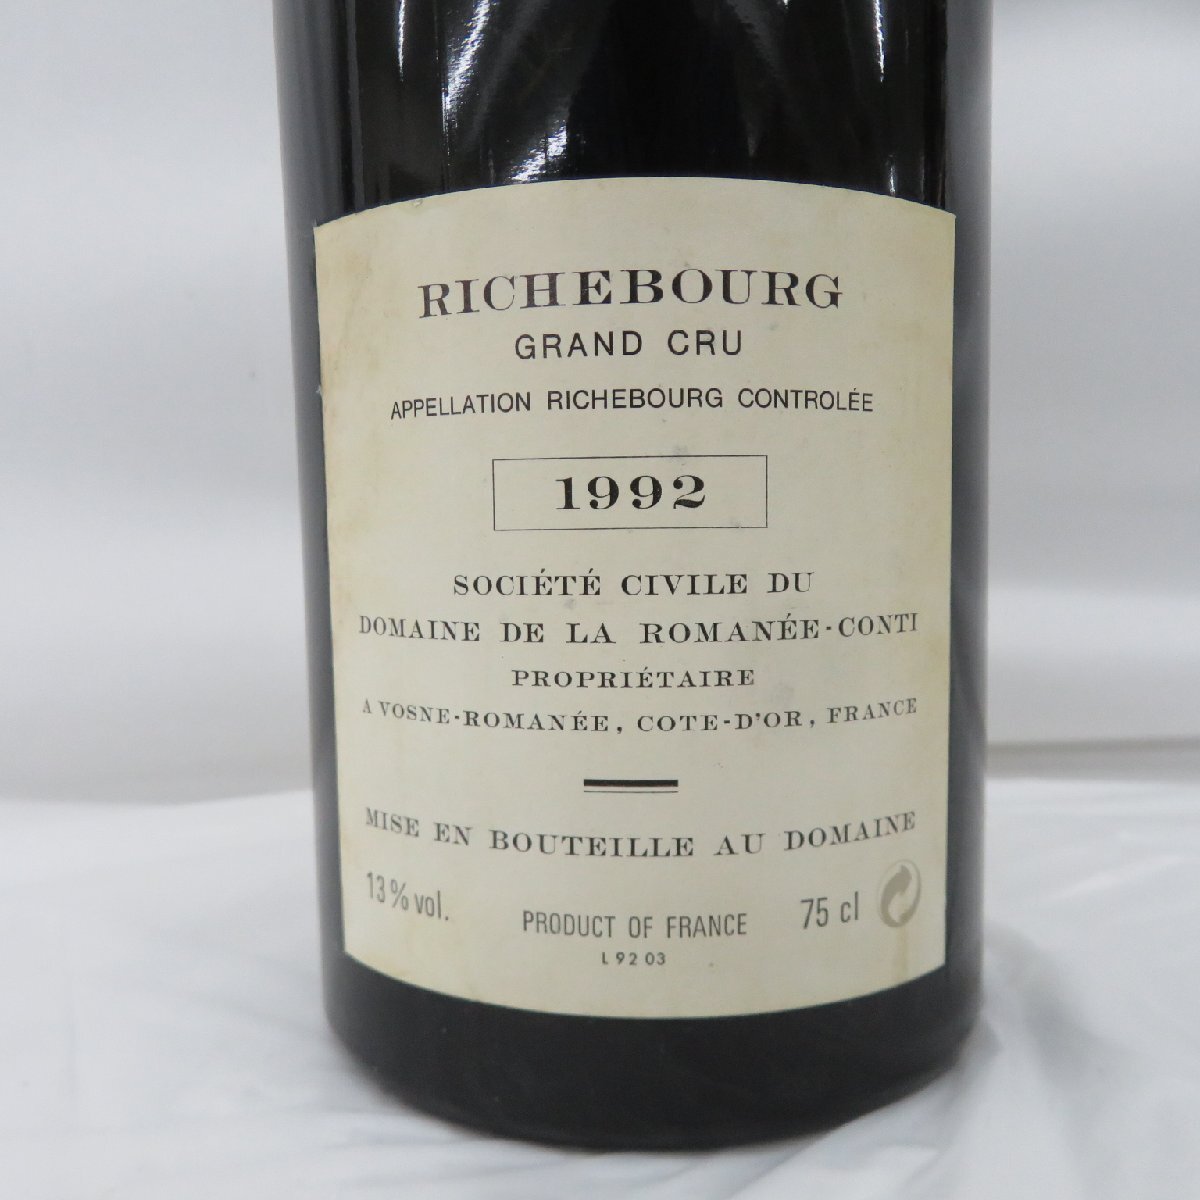 RICHEBOURG
GRAND CRU
APPELLATION RICHEBOURG CONTROLÉE
1992
SOCIÉTÉ CIVILE DU
DOMAINE DE LA ROMANÉE-CONTI
PROPRIÉTAIRE
A VOSNE-ROMANÉE, COTE-D'OR, FRANCE
MISE EN BOUTEILLE AU DOMAINE
13% vol. PRODUCT OF FRANCE 75 cl
L 92 03